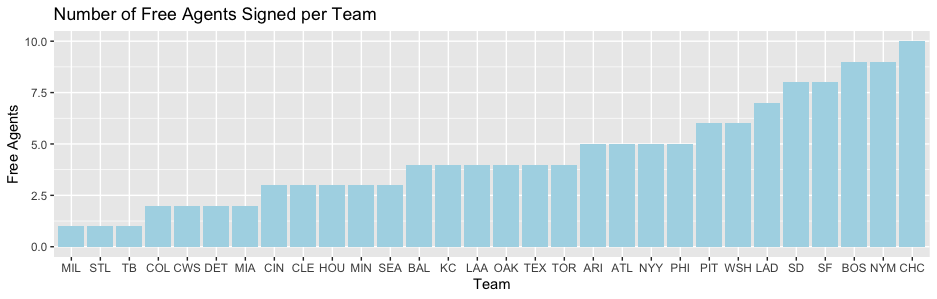 Number of Free Agents Signed per Team
10.0
7.5
5.0
2.5
0.0
Free Agents
MIL STL TB COL CWS DET MIA CIN CLE HOU MIN SEA BAL KC LAA OAK TEX TOR ARI ATL NYY PHI PIT WSH LAD SD SF BOS NYM CHC
Team